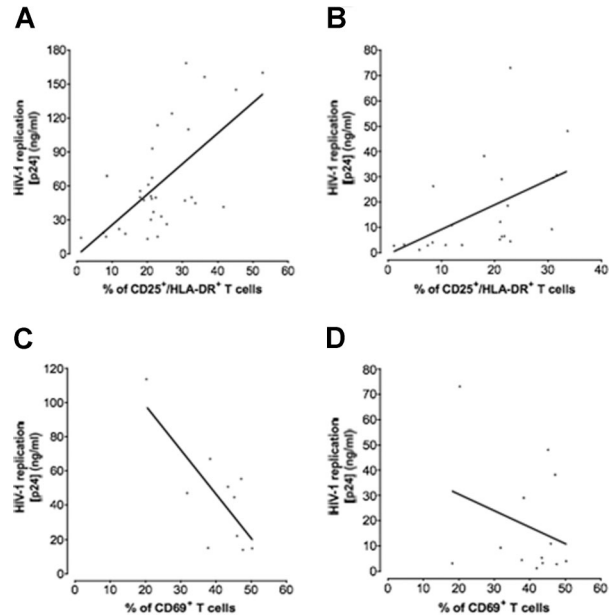 A
HIV-1 replication
[p24] (ng/ml)
180
150
120
90
60
30
0
0 10 20 30 40 50 60
% of CD25⁺/HLA-DR⁺ T cells
B
HIV-1 replication
[p24] (ng/ml)
80
70
60
50
40
30
20
10
0
0 10 20 30 40
% of CD25⁺/HLA-DR⁺ T cells
C
HIV-1 replication
[p24] (ng/ml)
120
100
80
60
40
20
0
0 10 20 30 40 50 60
% of CD69⁺ T cells
D
HIV-1 replication
[p24] (ng/ml)
80
70
60
50
40
30
20
10
0
0 10 20 30 40 50 60
% of CD69⁺ T cells